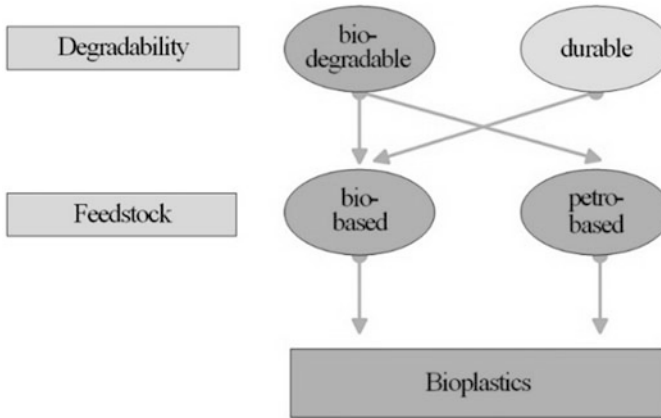 Degradability
bio-
degradable
durable
Feedstock
bio-
based
petro-
based
Bioplastics